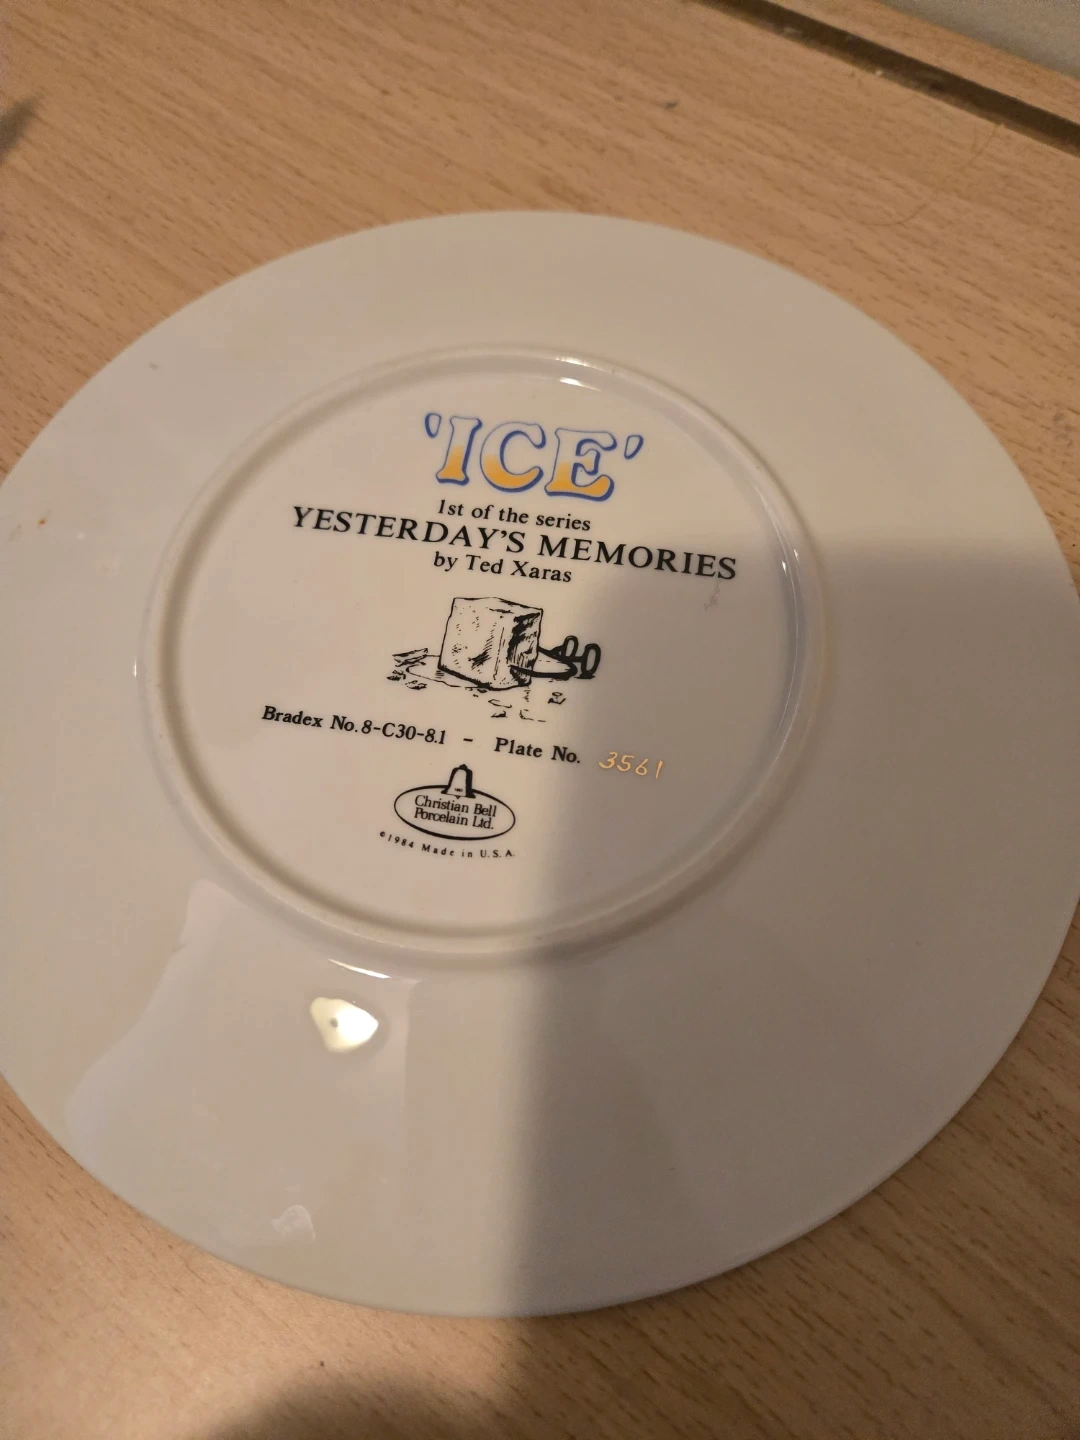 'ICE'
1st of the series
YESTERDAY'S MEMORIES
by Ted Xaras
Bradex No. 8-C30-8.1 - Plate No. 3561
Christian Bell
Porcelain Ltd.
©1984 Made in U.S.A.